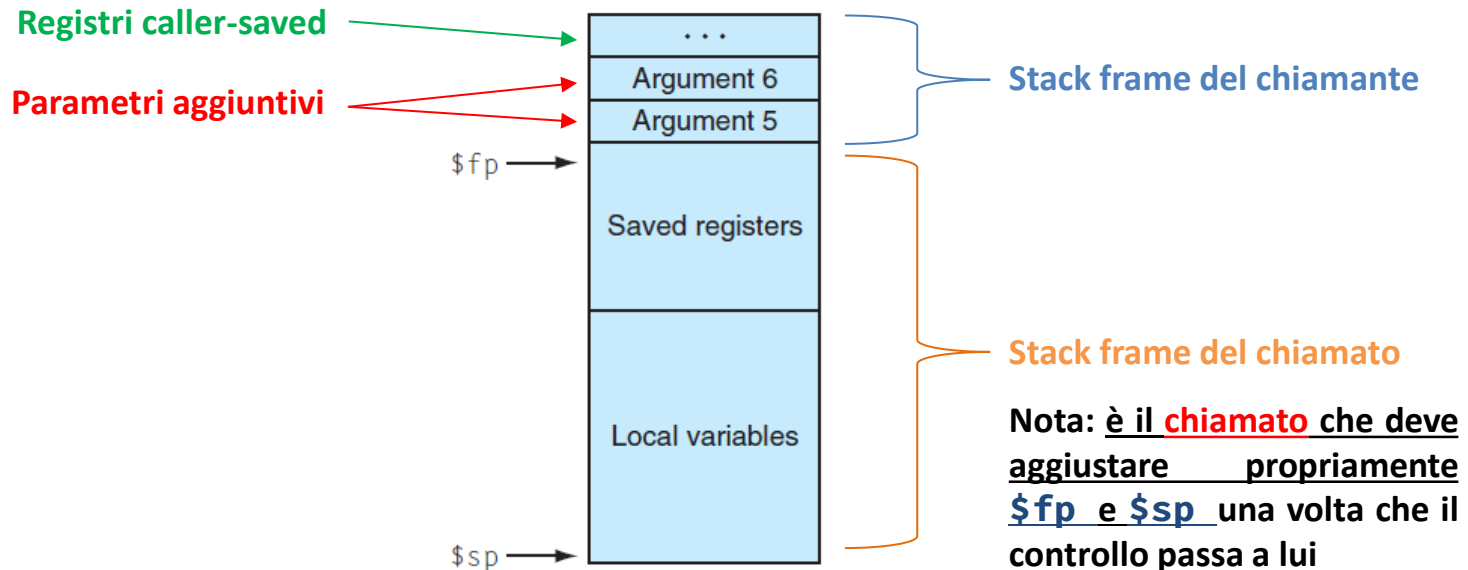 Registri caller-saved
Parametri aggiuntivi
. . .
Argument 6
Argument 5
$fp
Saved registers
Local variables
$sp
Stack frame del chiamante
Stack frame del chiamato
Nota: è il chiamato che deve
aggiustare propriamente
$fp e $sp una volta che il
controllo passa a lui